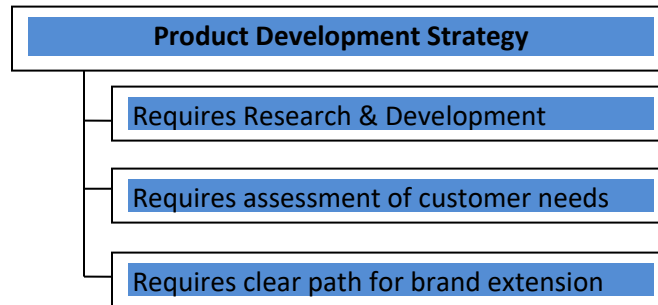 Product Development Strategy
Requires Research & Development
Requires assessment of customer needs
Requires clear path for brand extension